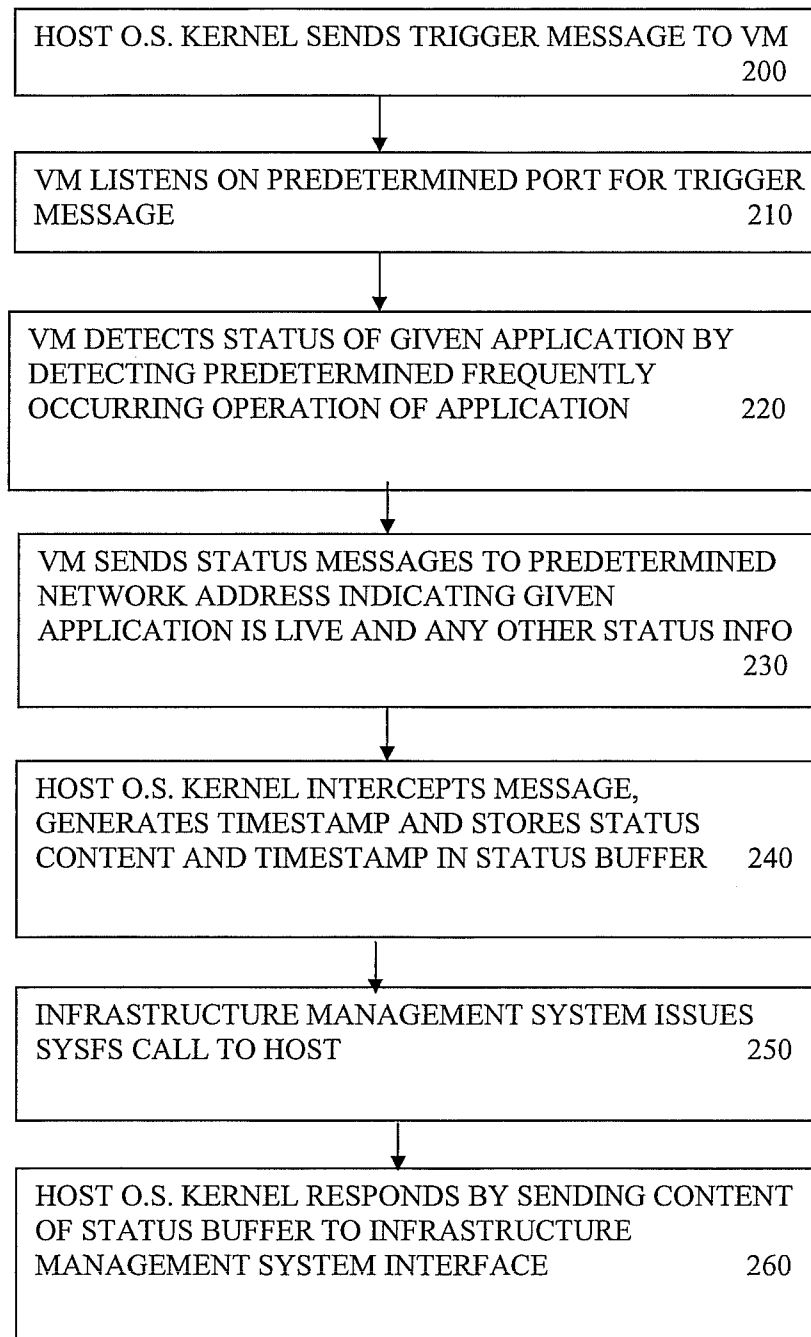 HOST O.S. KERNEL SENDS TRIGGER MESSAGE TO VM
200
VM LISTENS ON PREDETERMINED PORT FOR TRIGGER
MESSAGE 210
VM DETECTS STATUS OF GIVEN APPLICATION BY
DETECTING PREDETERMINED FREQUENTLY
OCCURRING OPERATION OF APPLICATION 220
VM SENDS STATUS MESSAGES TO PREDETERMINED
NETWORK ADDRESS INDICATING GIVEN
APPLICATION IS LIVE AND ANY OTHER STATUS INFO
230
HOST O.S. KERNEL INTERCEPTS MESSAGE,
GENERATES TIMESTAMP AND STORES STATUS
CONTENT AND TIMESTAMP IN STATUS BUFFER 240
INFRASTRUCTURE MANAGEMENT SYSTEM ISSUES
SYSFS CALL TO HOST 250
HOST O.S. KERNEL RESPONDS BY SENDING CONTENT
OF STATUS BUFFER TO INFRASTRUCTURE
MANAGEMENT SYSTEM INTERFACE 260